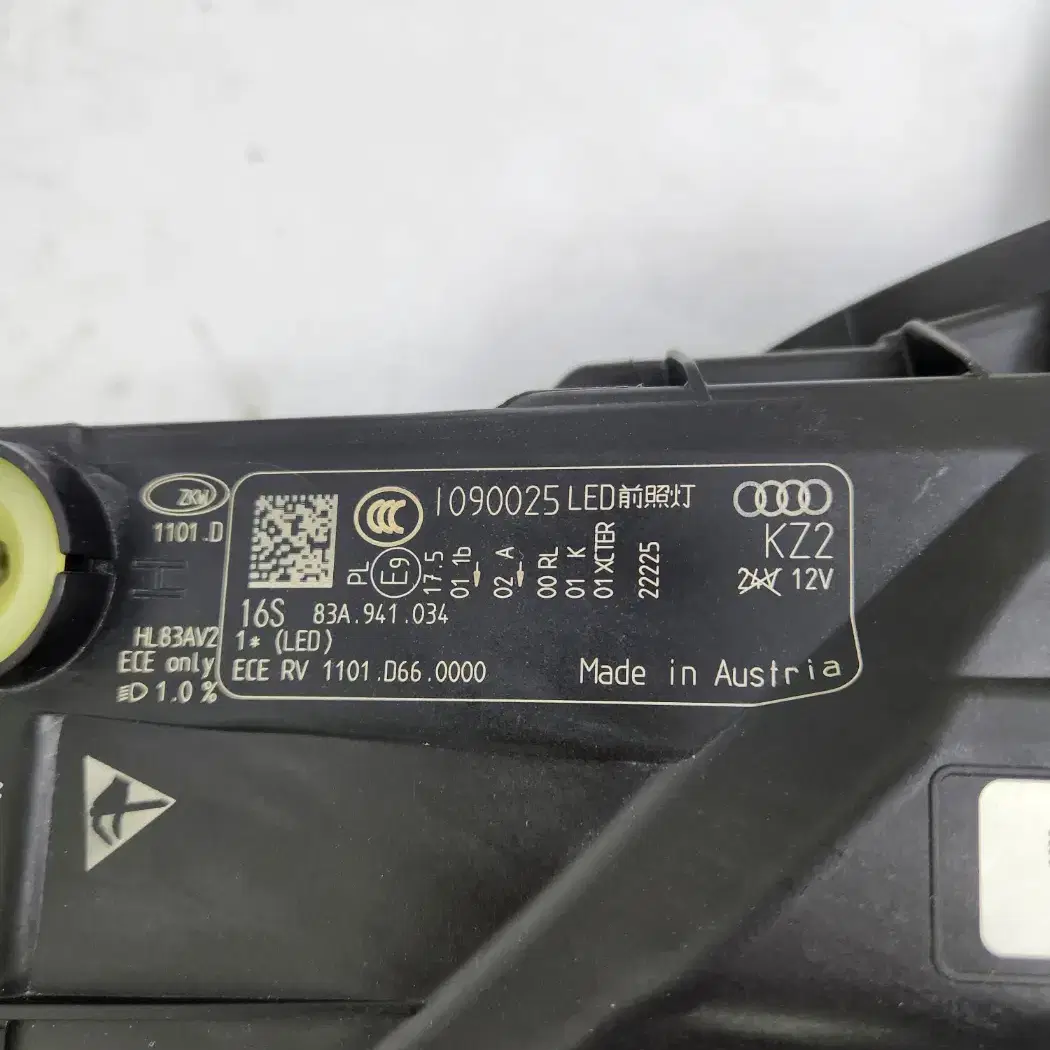 ZKW
1101.D
HL83AV2
ECE only
1.0 %
CCC
1090025 LED前照灯
KZ2
24V 12V
PL
E9
17.5
01 1b
02 A
00 RL
01 K
01 XCTER
22225
16S 83A.941.034
1* (LED)
ECE RV 1101.D66.0000
Made in Austria